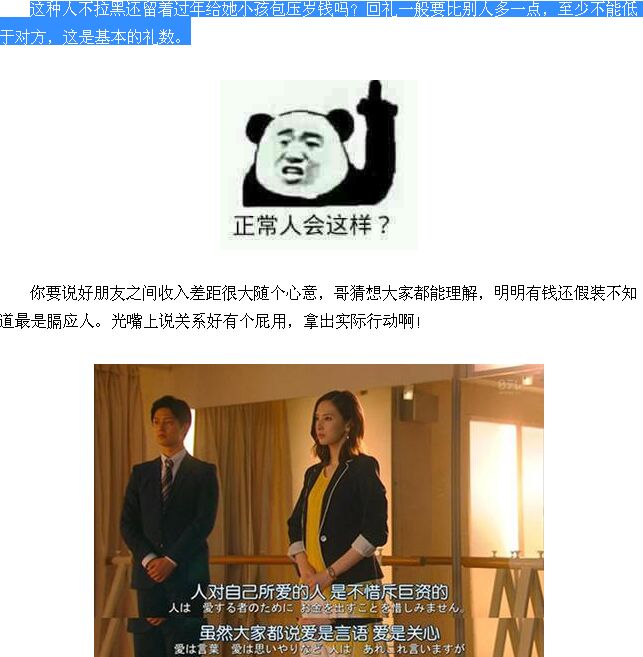 这种人不拉黑还留着过年给她小孩包压岁钱吗？回礼一般要比别人多一点，至少不能低
于对方，这是基本的礼数。
正常人会这样？
你要说好朋友之间收入差距很大随个心意，哥猜想大家都能理解，明明有钱还假装不知
道最是膈应人。光嘴上说关系好有个屁用，拿出实际行动啊！
日テレ
人对自己所爱的人 是不惜斥巨资的
人は 愛する者のために お金を出すことを惜しみません。
虽然大家都说爱是言语 爱是关心
愛は言葉 愛は思いやりなど 人は あれこれ言いますが